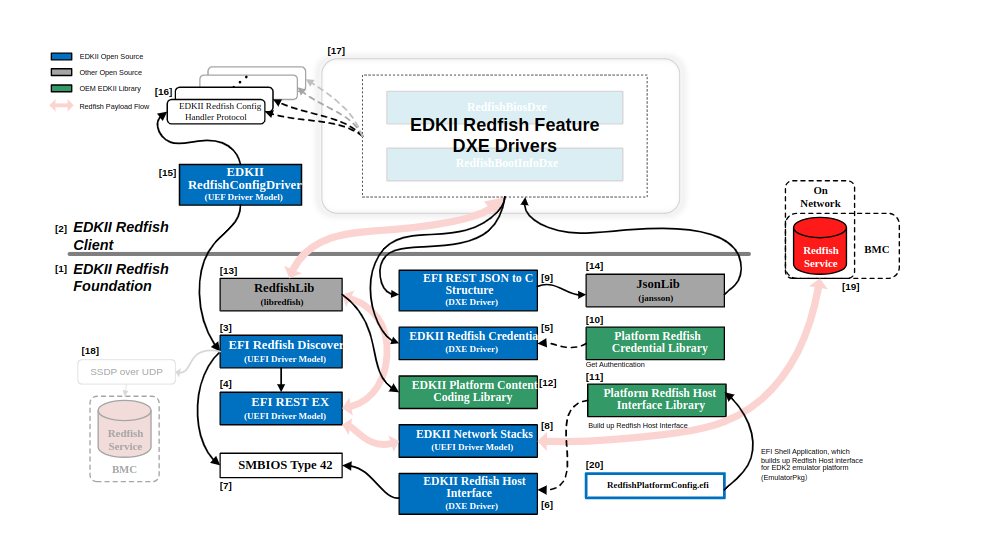 [17]
EDKII Open Source
Other Open Source
OEM EDKII Library
Redfish Payload Flow
[16]
EDKII Redfish Config
Handler Protocol
RedfishBiosDxe
EDKII Redfish Feature
DXE Drivers
RedfishBootInfoDxe
[15]
EDKII
RedfishConfigDriver
(UEF Driver Model)
On
Network
Redfish
Service
BMC
[19]
[2]
EDKII Redfish
Client
[1]
EDKII Redfish
Foundation
[13]
RedfishLib
(libredfish)
EFI REST JSON to C
Structure
(DXE Driver)
[9]
[14]
JsonLib
(jansson)
[3]
EFI Redfish Discover
(UEFI Driver Model)
[5]
EDKII Redfish Credentia
(DXE Driver)
[10]
Platform Redfish
Credential Library
Get Authentication
[18]
SSDP over UDP
Redfish
Service
BMC
[4]
EFI REST EX
(UEFI Driver Model)
EDKII Platform Content
Coding Library
[12]
[11]
Platform Redfish Host
Interface Library
Build up Redfish Host Interface
[8]
EDKII Network Stacks
(UEFI Driver Model)
SMBIOS Type 42
[7]
EDKII Redfish Host
Interface
(DXE Driver)
[6]
[20]
RedfishPlatformConfig.efi
EFI Shell Application, which
builds up Redfish Host interface
for EDK2 emulator platform
(EmulatorPkg)